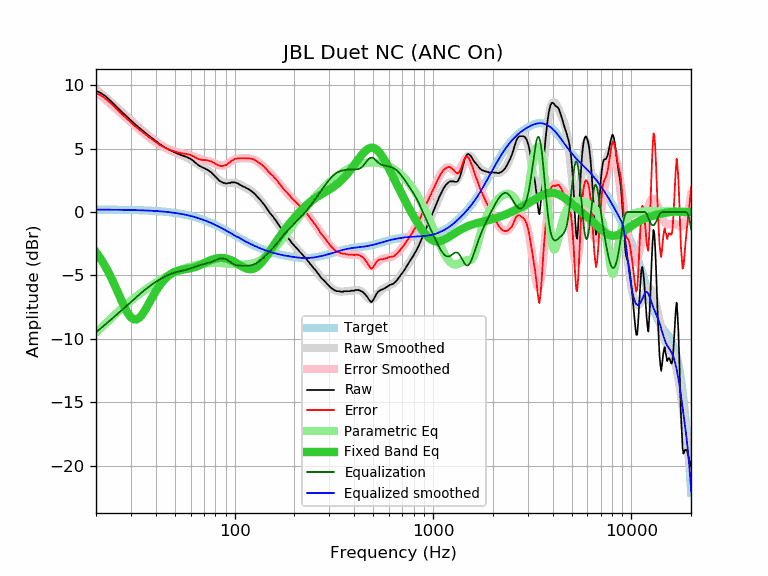 JBL Duet NC (ANC On)
10
5
0
−5
−10
−15
−20
Amplitude (dBr)
Target
Raw Smoothed
Error Smoothed
Raw
Error
Parametric Eq
Fixed Band Eq
Equalization
Equalized smoothed
100
1000
10000
Frequency (Hz)